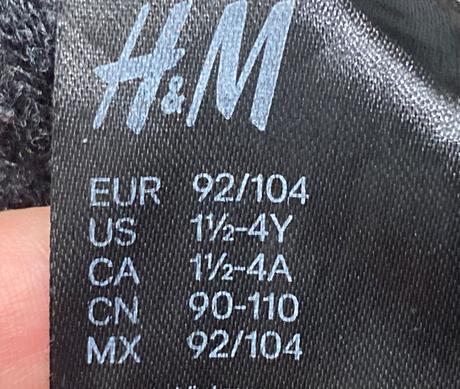 H&M
EUR 92/104
US 1½-4Y
CA 1½-4A
CN 90-110
MX 92/104